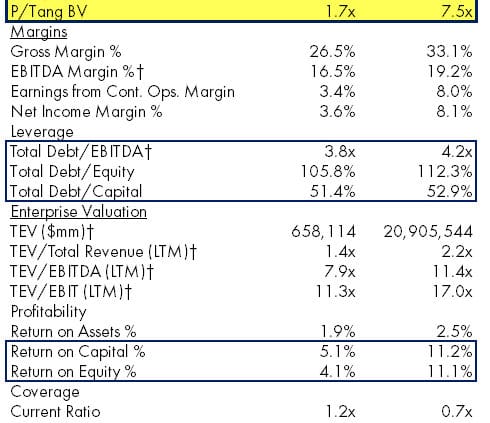 P/Tang BV 1.7x 7.5x
Margins
Gross Margin % 26.5% 33.1%
EBITDA Margin %† 16.5% 19.2%
Earnings from Cont. Ops. Margin 3.4% 8.0%
Net Income Margin % 3.6% 8.1%
Leverage
Total Debt/EBITDA† 3.8x 4.2x
Total Debt/Equity 105.8% 112.3%
Total Debt/Capital 51.4% 52.9%
Enterprise Valuation
TEV ($mm)† 658,114 20,905,544
TEV/Total Revenue (LTM)† 1.4x 2.2x
TEV/EBITDA (LTM)† 7.9x 11.4x
TEV/EBIT (LTM)† 11.3x 17.0x
Profitability
Return on Assets % 1.9% 2.5%
Return on Capital % 5.1% 11.2%
Return on Equity % 4.1% 11.1%
Coverage
Current Ratio 1.2x 0.7x